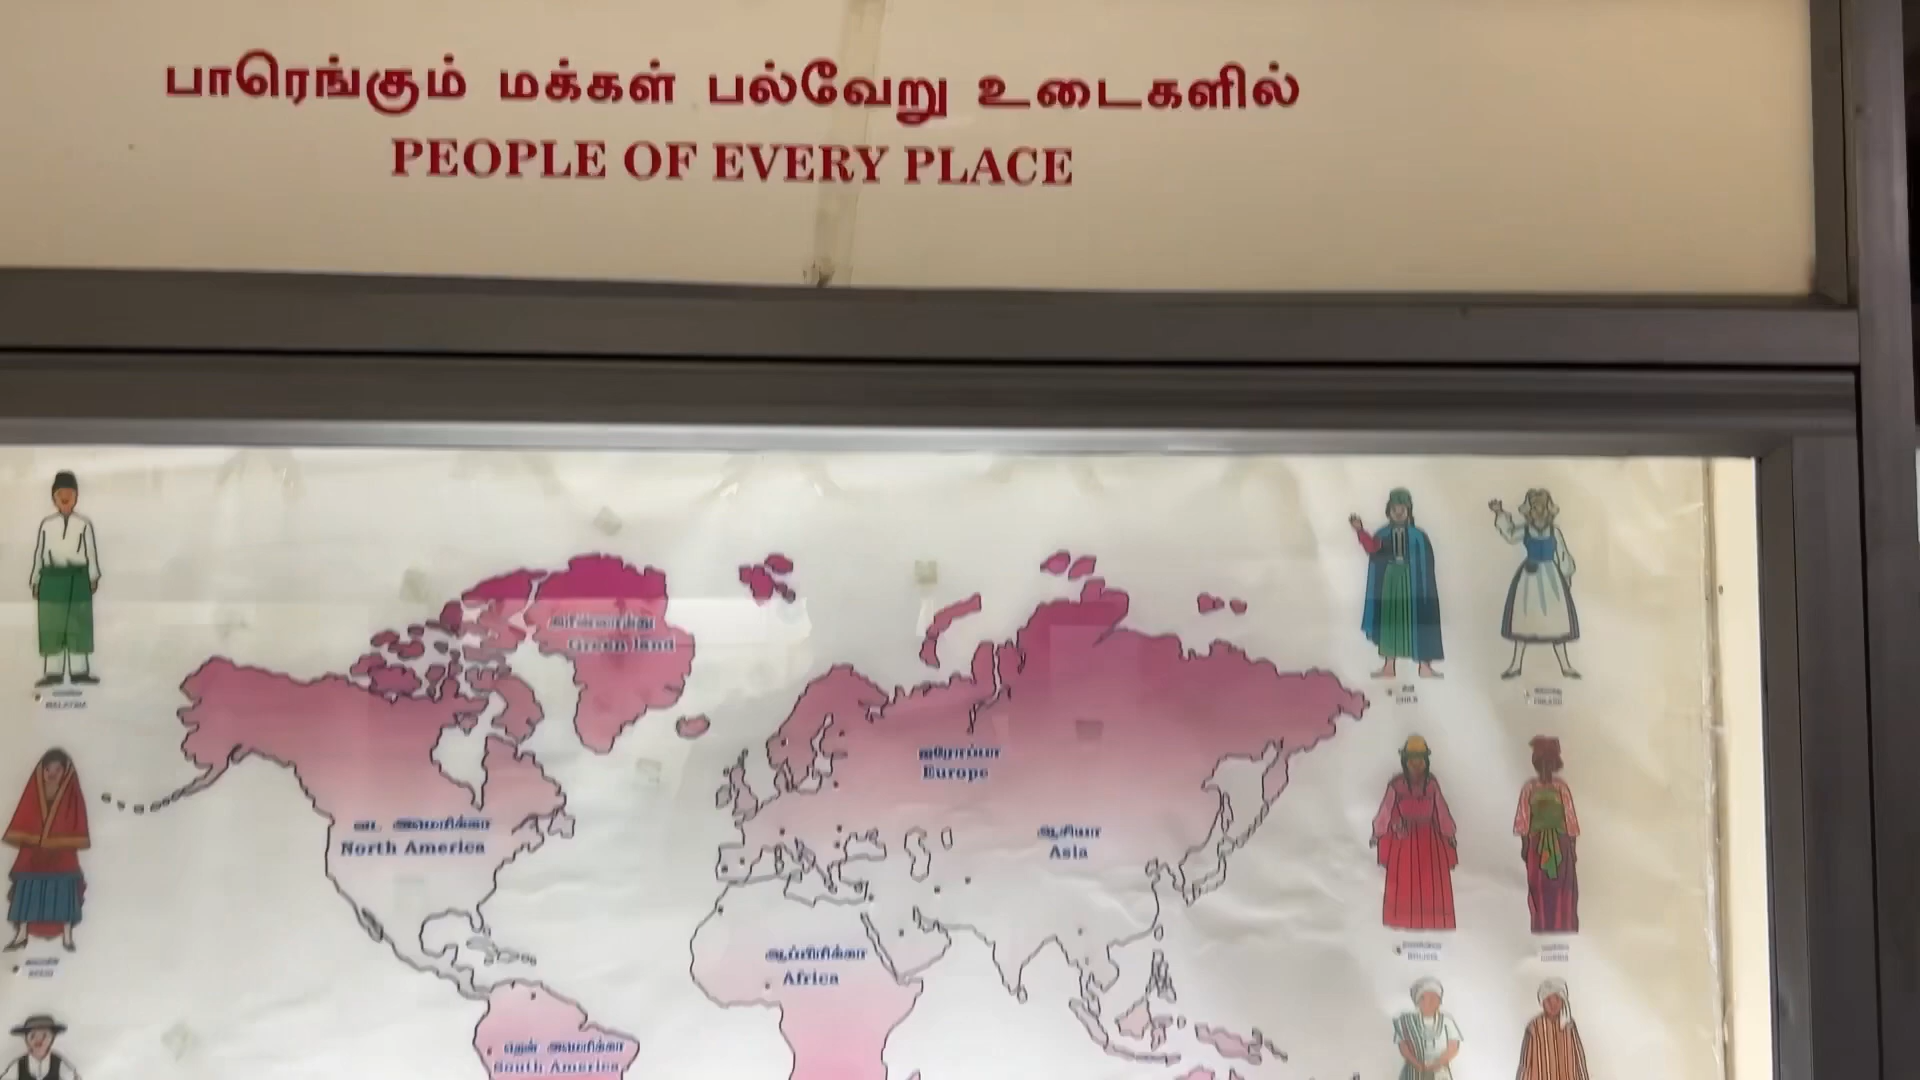 பாரெங்கும் மக்கள் பல்வேறு உடைகளில்
PEOPLE OF EVERY PLACE
Green land
ஐரோப்பா
Europe
வட அமெரிக்கா
North America
ஆசியா
Asia
ஆப்பிரிக்கா
Africa
தென் அமெரிக்கா
South America